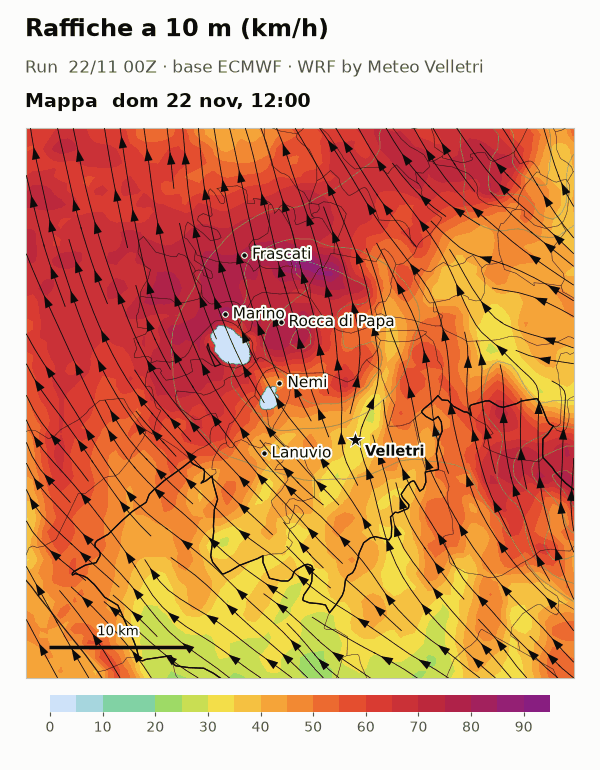 Raffiche a 10 m (km/h)
Run 22/11 00Z · base ECMWF · WRF by Meteo Velletri
Mappa dom 22 nov, 12:00
Frascati
Marino
Rocca di Papa
Nemi
Velletri
Lanuvio
10 km
0 10 20 30 40 50 60 70 80 90